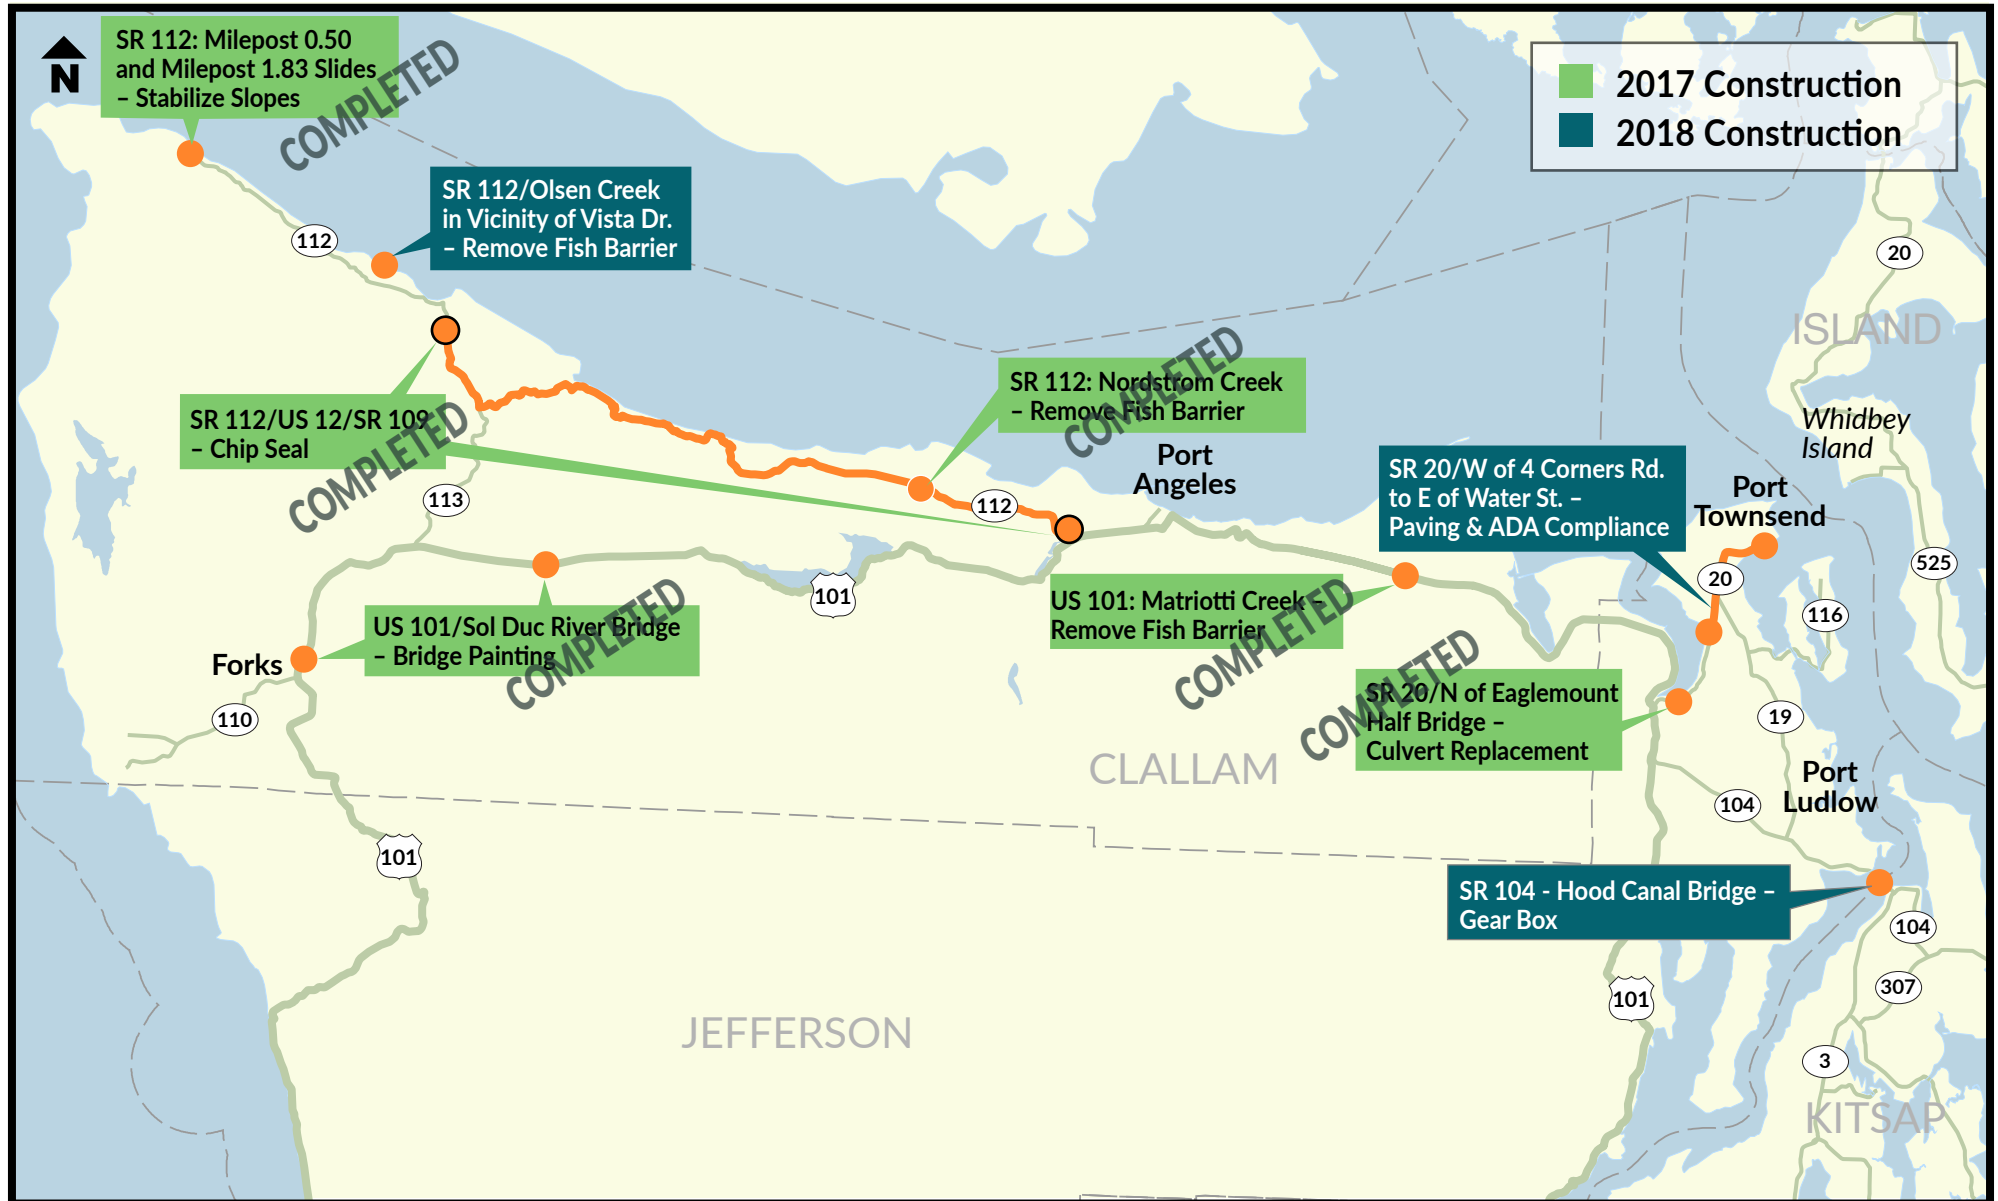 SR 112: Milepost 0.50
and Milepost 1.83 Slides
– Stabilize Slopes
COMPLETED
N
2017 Construction
2018 Construction
SR 112/Olsen Creek
in Vicinity of Vista Dr.
– Remove Fish Barrier
112
20
ISLAND
SR 112/US 12/SR 109
– Chip Seal
COMPLETED
SR 112: Nordstrom Creek
– Remove Fish Barrier
COMPLETED
Whidbey
Island
Port
Angeles
SR 20/W of 4 Corners Rd.
to E of Water St. –
Paving & ADA Compliance
Port
Townsend
113
112
525
20
101
116
US 101: Matriotti Creek –
Remove Fish Barrier
COMPLETED
US 101/Sol Duc River Bridge
– Bridge Painting
COMPLETED
Forks
110
SR 20/N of Eaglemount
Half Bridge –
Culvert Replacement
COMPLETED
19
CLALLAM
Port
Ludlow
104
101
SR 104 - Hood Canal Bridge –
Gear Box
104
307
101
JEFFERSON
3
KITSAP